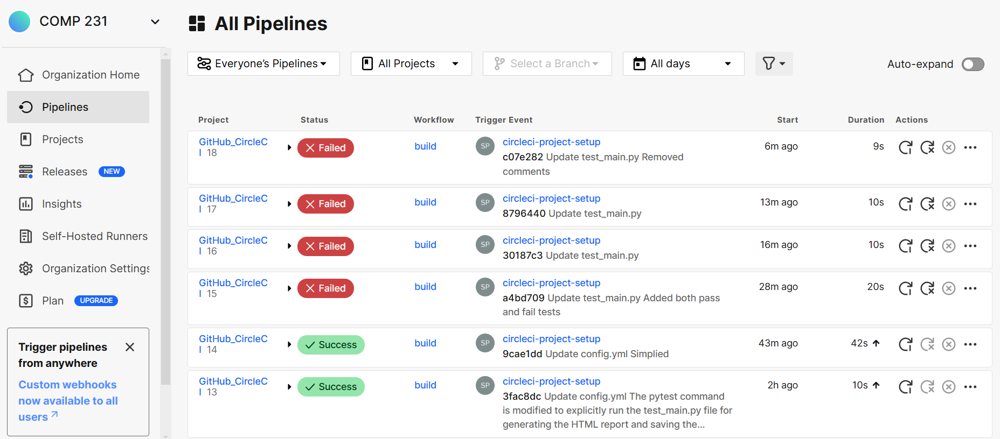 COMP 231
All Pipelines
Everyone's Pipelines
All Projects
Select a Branch
All days
Auto-expand
Organization Home
Pipelines
Projects
Releases NEW
Insights
Self-Hosted Runners
Organization Settings
Plan UPGRADE
Trigger pipelines
from anywhere
Custom webhooks
now available to all
users
Project Status Workflow Trigger Event Start Duration Actions
GitHub_CircleC Failed build SP circleci-project-setup 6m ago 9s
I 18 c07e282 Update test_main.py Removed
comments
GitHub_CircleC Failed build SP circleci-project-setup 13m ago 10s
I 17 8796440 Update test_main.py
GitHub_CircleC Failed build SP circleci-project-setup 16m ago 10s
I 16 30187c3 Update test_main.py
GitHub_CircleC Failed build SP circleci-project-setup 28m ago 20s
I 15 a4bd709 Update test_main.py Added both pass
and fail tests
GitHub_CircleC Success build SP circleci-project-setup 43m ago 42s
I 14 9cae1dd Update config.yml Simplied
GitHub_CircleC Success build SP circleci-project-setup 2h ago 10s
I 13 3fac8dc Update config.yml The pytest command
is modified to explicitly run the test_main.py file for
generating the HTML report and saving the...